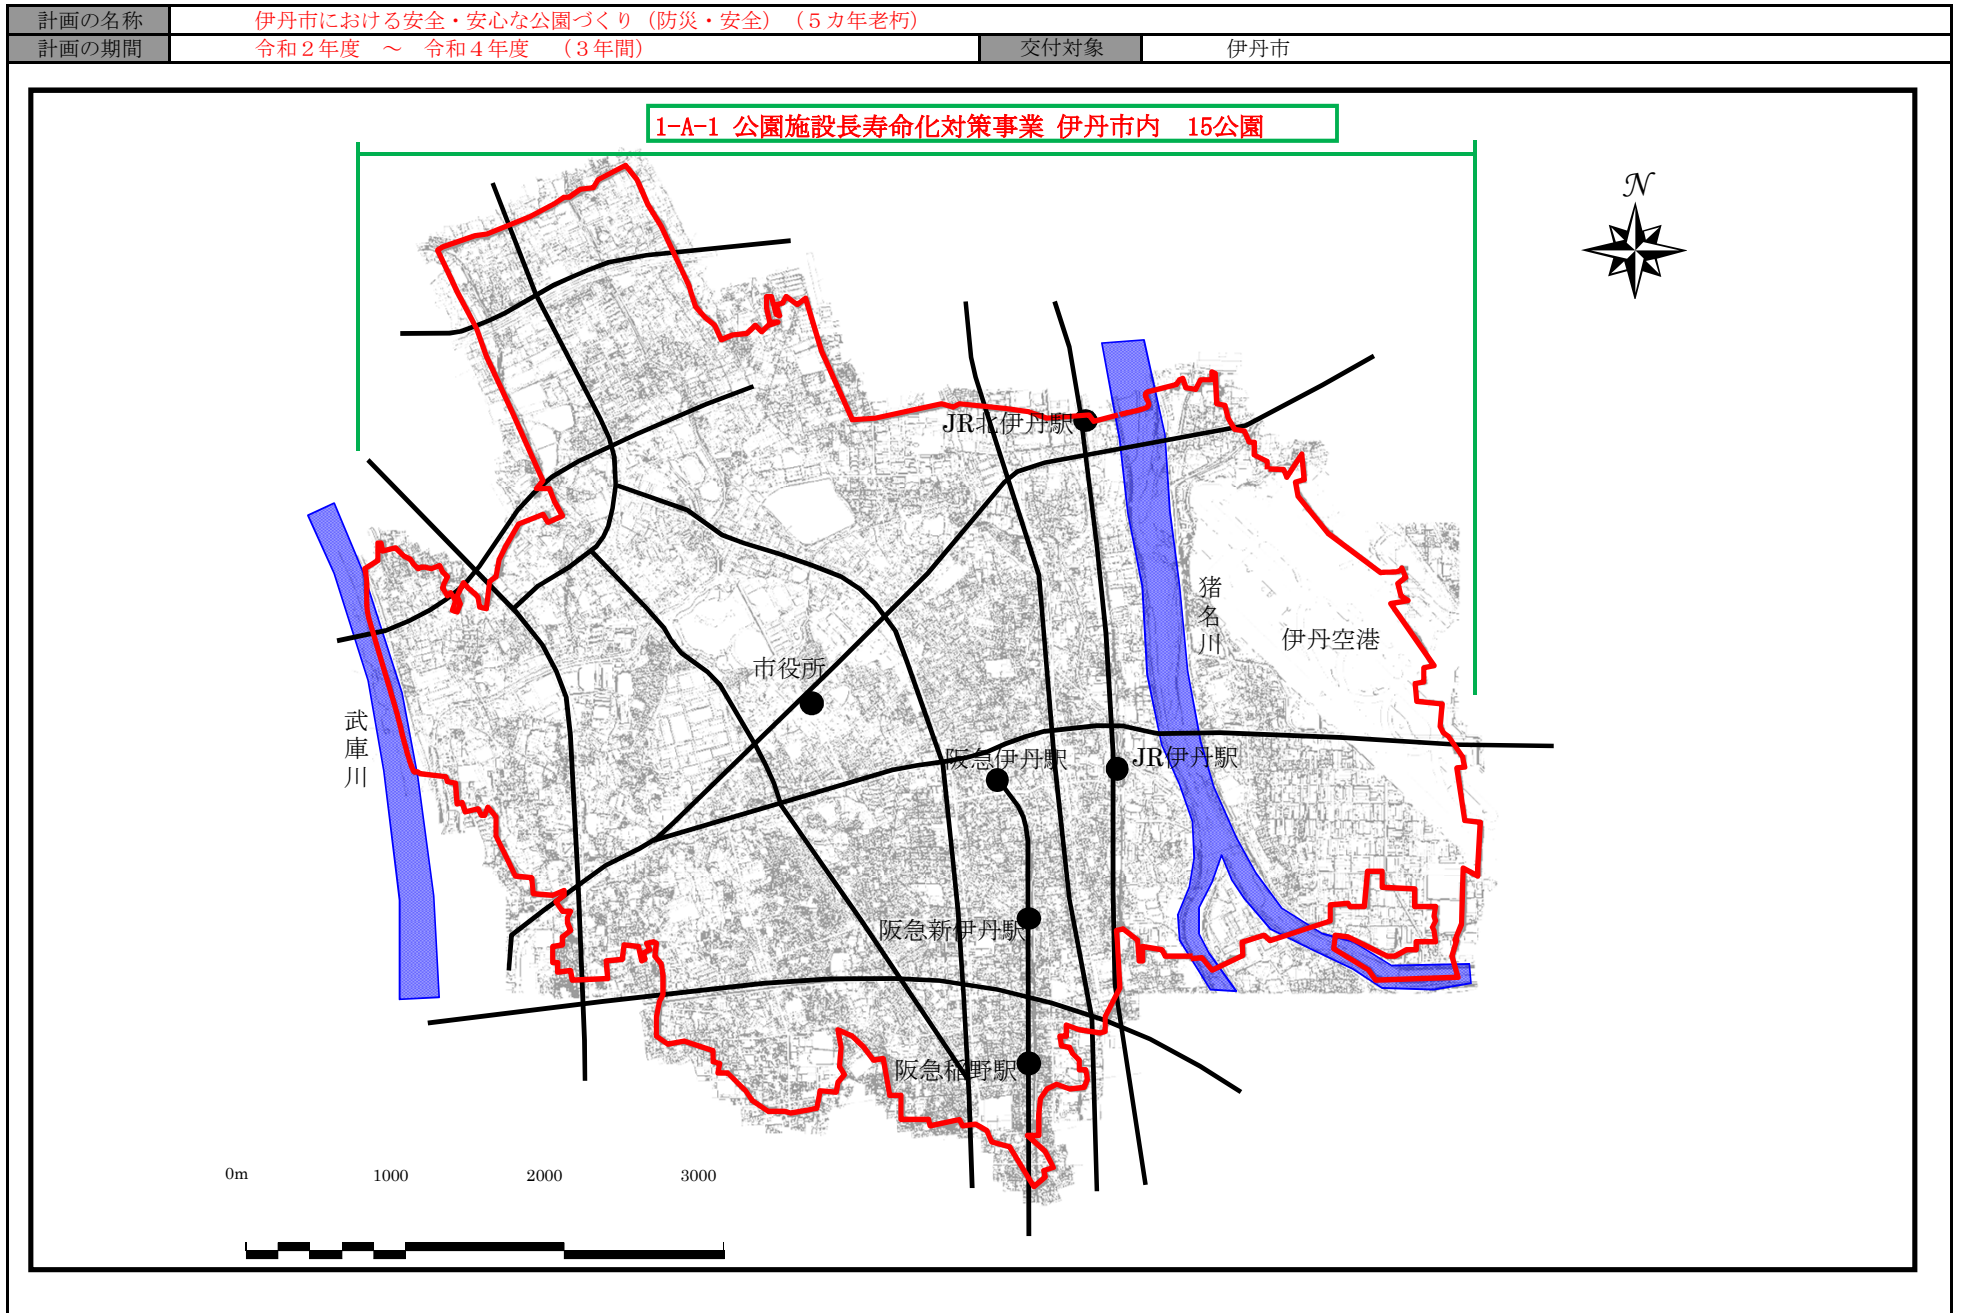 計画の名称 伊丹市における安全・安心な公園づくり（防災・安全）（５カ年老朽）
計画の期間 令和２年度　～　令和４年度　（３年間） 交付対象 伊丹市
1-A-1 公園施設長寿命化対策事業 伊丹市内　15公園
N
JR北伊丹駅
猪名川
伊丹空港
市役所
武庫川
阪急伊丹駅
JR伊丹駅
阪急新伊丹駅
阪急稲野駅
0m 1000 2000 3000